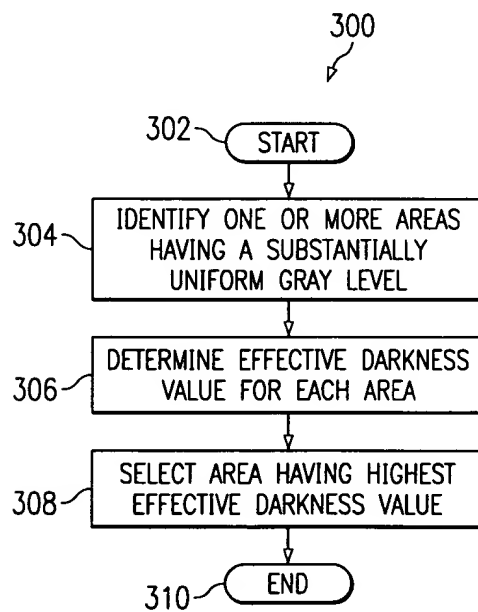 300
302
START
304
IDENTIFY ONE OR MORE AREAS
HAVING A SUBSTANTIALLY
UNIFORM GRAY LEVEL
306
DETERMINE EFFECTIVE DARKNESS
VALUE FOR EACH AREA
308
SELECT AREA HAVING HIGHEST
EFFECTIVE DARKNESS VALUE
310
END